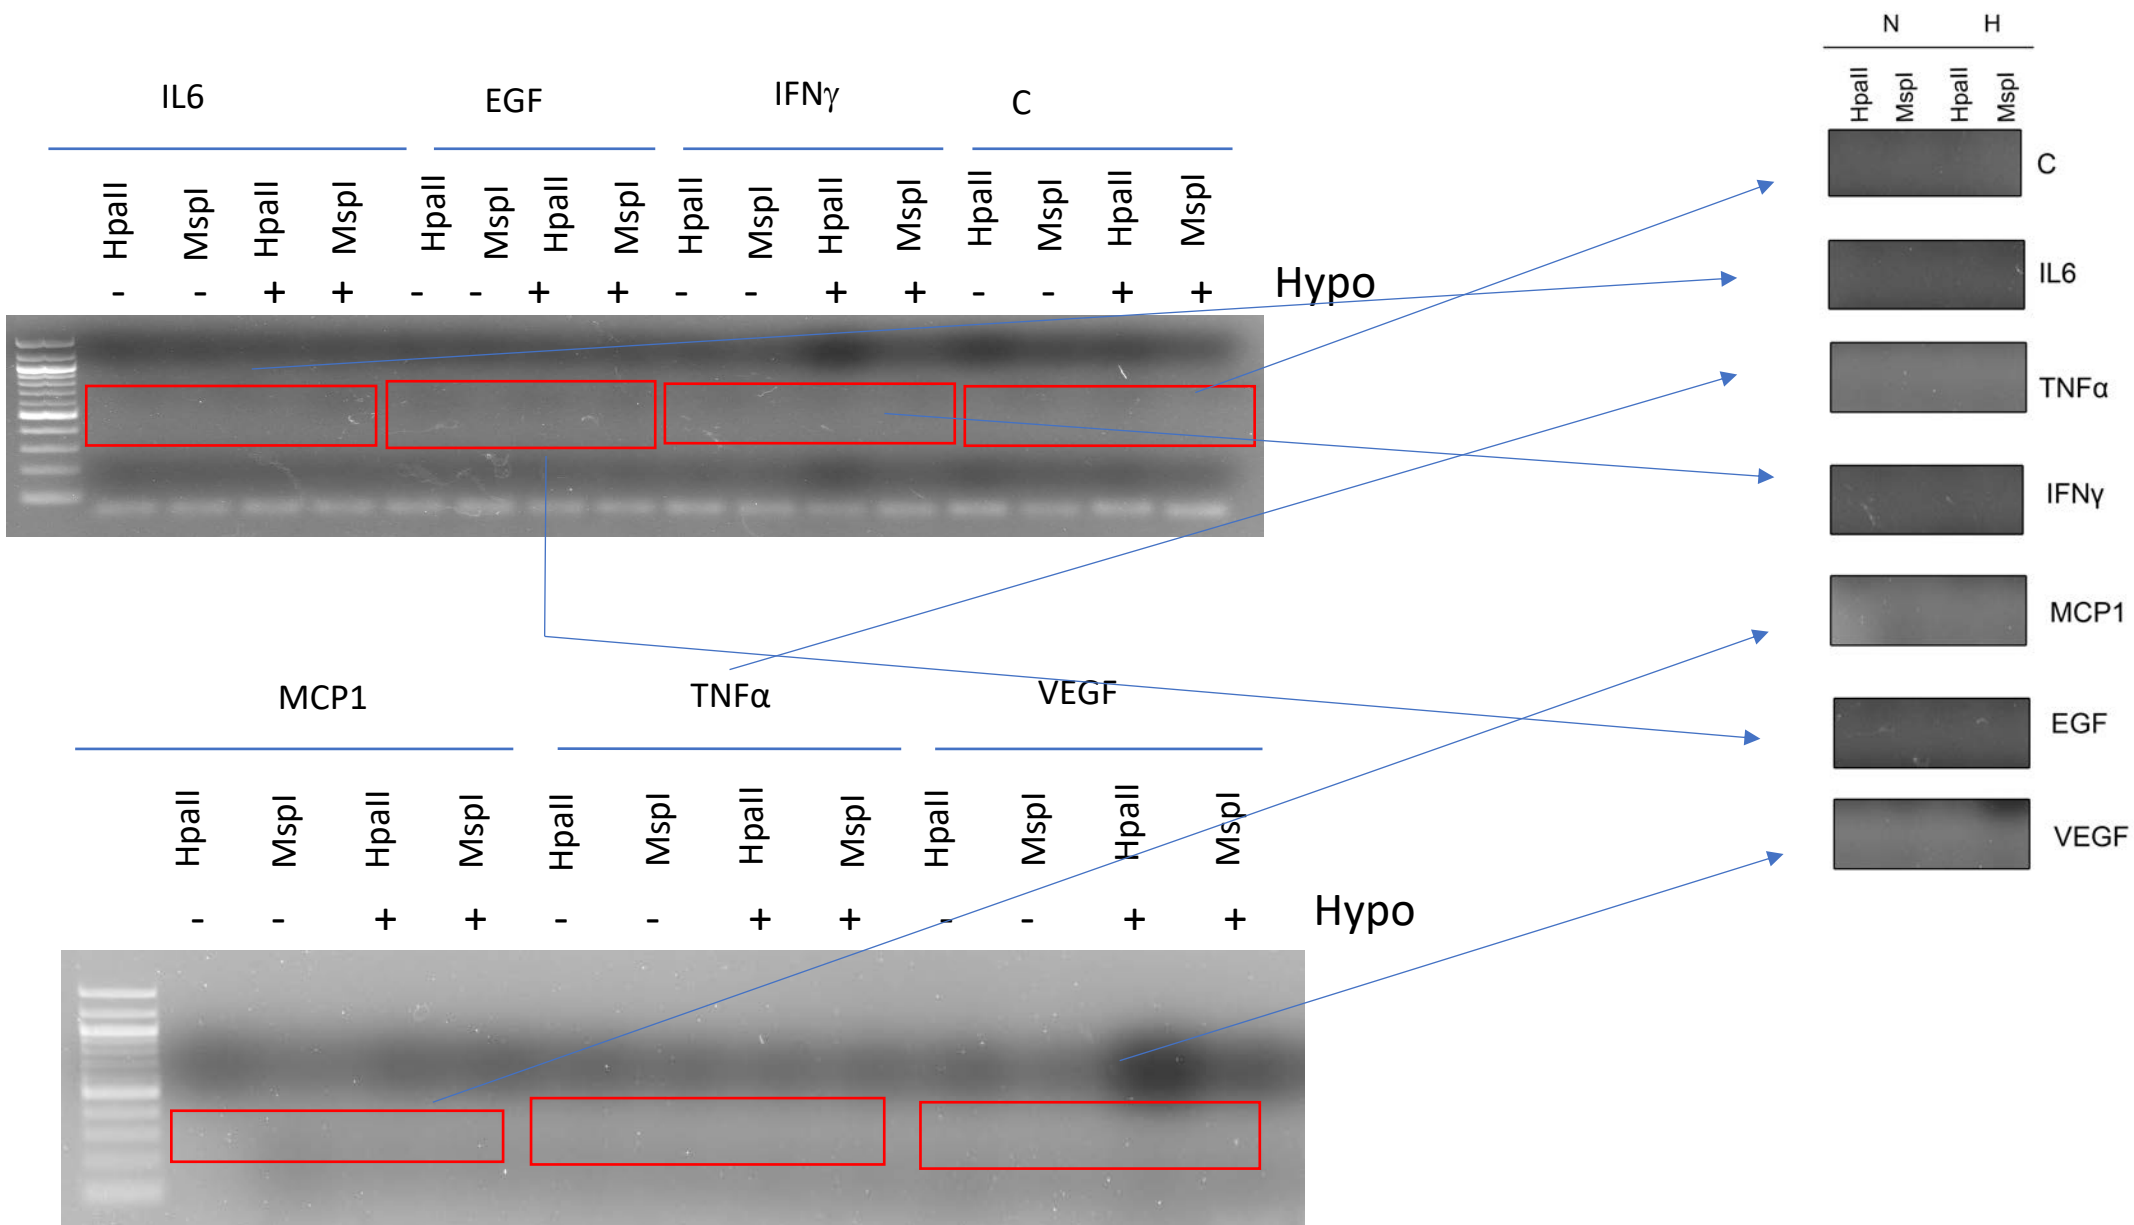 IL6 EGF IFNγ C
HpaII MspI HpaII MspI HpaII MspI HpaII MspI HpaII MspI HpaII MspI HpaII MspI HpaII MspI
- - + + - - + + - - + + - - + + Hypo
MCP1 TNFα VEGF
HpaII MspI HpaII MspI HpaII MspI HpaII MspI HpaII MspI HpaII MspI
- - + + - - + + - - + + Hypo
N H
HpaII MspI HpaII MspI
C
IL6
TNFα
IFNγ
MCP1
EGF
VEGF